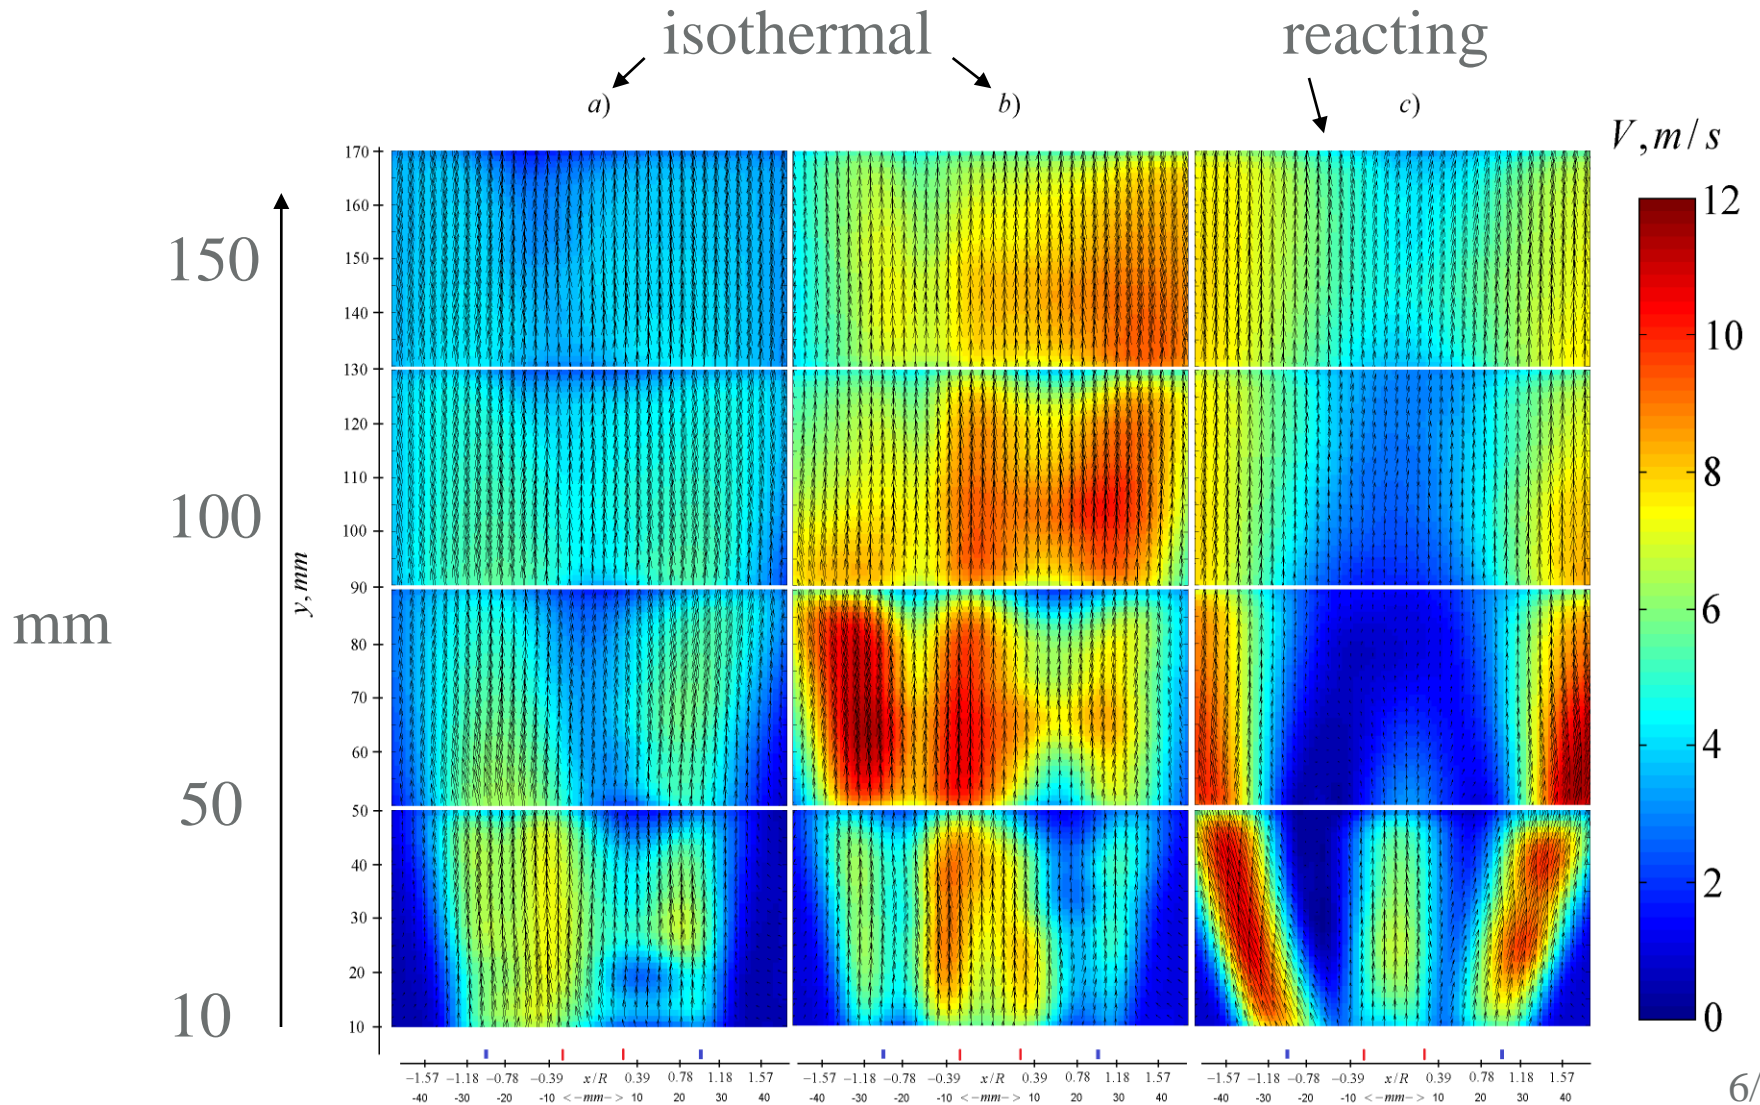 isothermal
reacting
a)
b)
c)
V, m/s
mm
150
100
50
10
y, mm
170
160
150
140
130
120
110
100
90
80
70
60
50
40
30
20
10
12
10
8
6
4
2
0
−1.57 −1.18 −0.78 −0.39 x/R 0.39 0.78 1.18 1.57
-40 -30 -20 -10 <−mm−> 10 20 30 40
−1.57 −1.18 −0.78 −0.39 x/R 0.39 0.78 1.18 1.57
-40 -30 -20 -10 <−mm−> 10 20 30 40
−1.57 −1.18 −0.78 −0.39 x/R 0.39 0.78 1.18 1.57
-40 -30 -20 -10 <−mm−> 10 20 30 40
6/